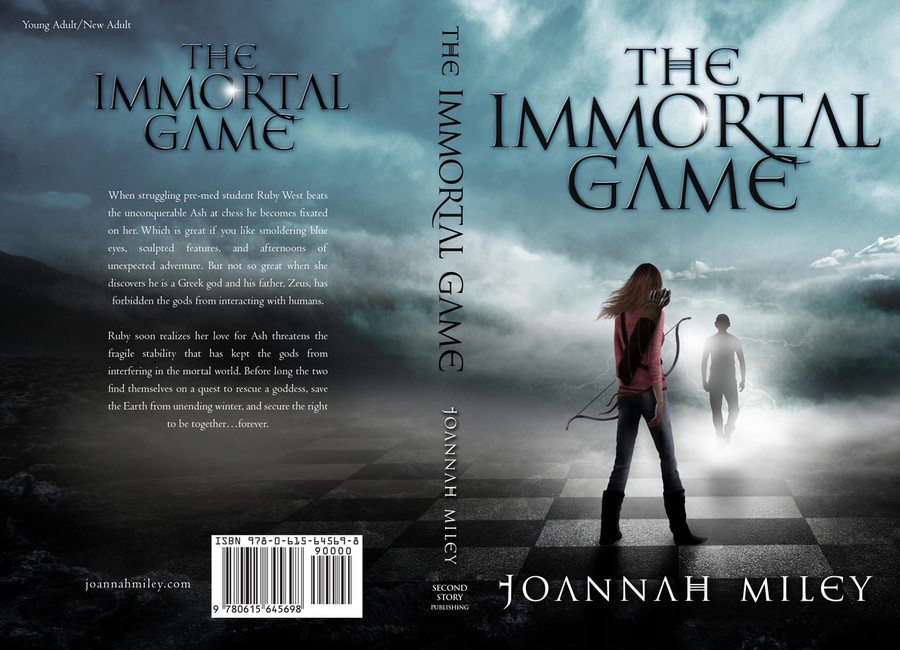 Young Adult/New Adult
THE
IMMORTAL
GAME
When struggling pre-med student Ruby West beats
the unconquerable Ash at chess he becomes fixated
on her. Which is great if you like smoldering blue
eyes, sculpted features, and afternoons of
unexpected adventure. But not so great when she
discovers he is a Greek god and his father, Zeus, has
forbidden the gods from interacting with humans.
Ruby soon realizes her love for Ash threatens the
fragile stability that has kept the gods from
interfering in the mortal world. Before long the two
find themselves on a quest to rescue a goddess, save
the Earth from unending winter, and secure the right
to be together…forever.
joannahmiley.com
ISBN 978-0-615-64569-8
90000
9 780615 645698
THE IMMORTAL GAME
JOANNAH MILEY
SECOND
STORY
PUBLISHING
THE
IMMORTAL
GAME
JOANNAH MILEY